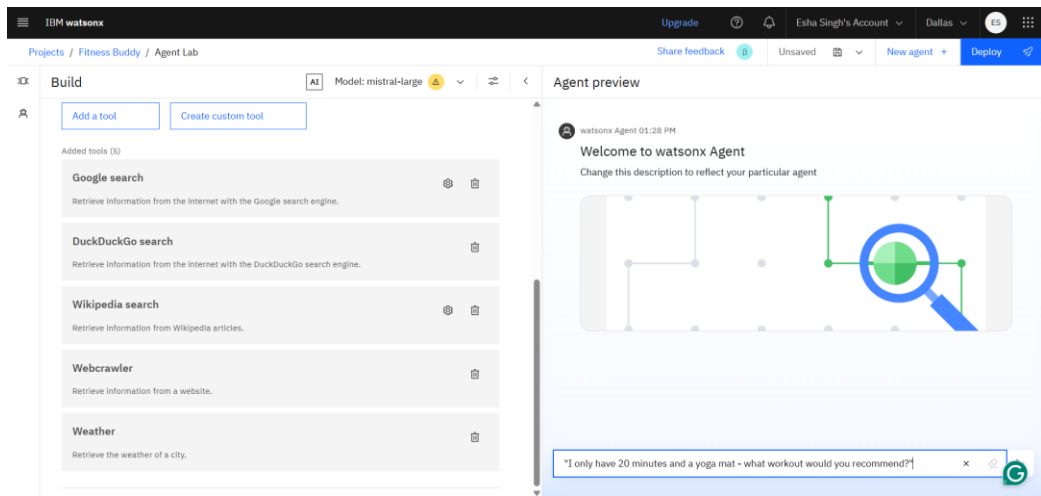 IBM watsonx
Upgrade
Esha Singh's Account
Dallas
ES
Projects / Fitness Buddy / Agent Lab
Share feedback
β
Unsaved
New agent +
Deploy
Build
AI
Model: mistral-large
Agent preview
Add a tool
Create custom tool
Added tools (5)
Google search
Retrieve information from the internet with the Google search engine.
DuckDuckGo search
Retrieve information from the internet with the DuckDuckGo search engine.
Wikipedia search
Retrieve information from Wikipedia articles.
Webcrawler
Retrieve information from a website.
Weather
Retrieve the weather of a city.
watsonx Agent 01:28 PM
Welcome to watsonx Agent
Change this description to reflect your particular agent
"I only have 20 minutes and a yoga mat - what workout would you recommend?"
G